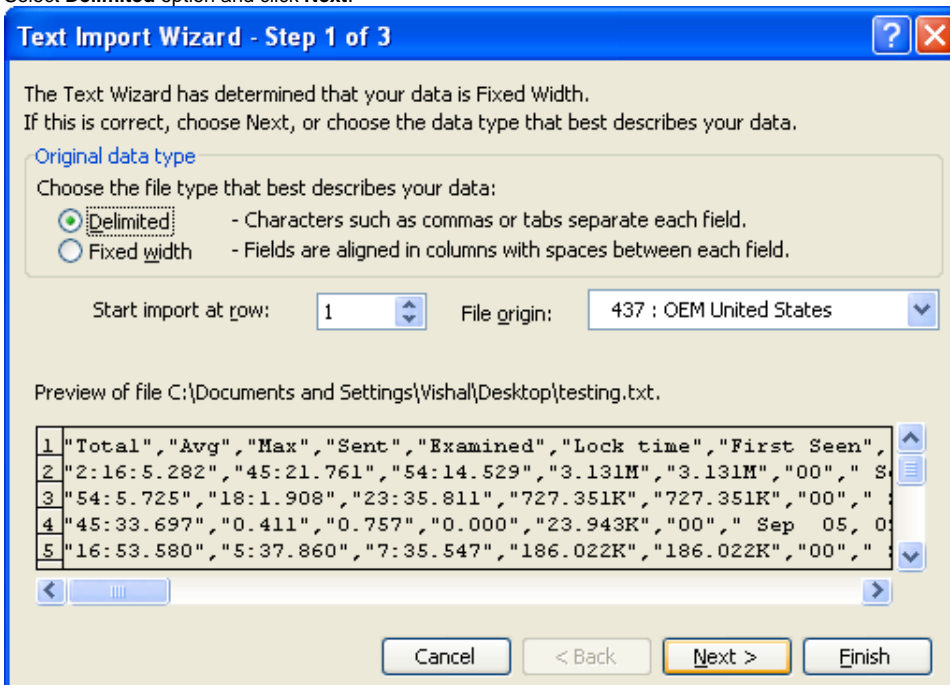 Select Delimited option and click Next.
Text Import Wizard - Step 1 of 3
The Text Wizard has determined that your data is Fixed Width.
If this is correct, choose Next, or choose the data type that best describes your data.
Original data type
Choose the file type that best describes your data:
Delimited - Characters such as commas or tabs separate each field.
Fixed width - Fields are aligned in columns with spaces between each field.
Start import at row: 1 File origin: 437 : OEM United States
Preview of file C:\Documents and Settings\Vishal\Desktop\testing.txt.
1 "Total","Avg","Max","Sent","Examined","Lock time","First Seen",
2 "2:16:5.282","45:21.761","54:14.529","3.131M","3.131M","00"," S
3 "54:5.725","18:1.908","23:35.811","727.351K","727.351K","00","
4 "45:33.697","0.411","0.757","0.000","23.943K","00"," Sep 05, 0
5 "16:53.580","5:37.860","7:35.547","186.022K","186.022K","00","
Cancel < Back Next > Finish